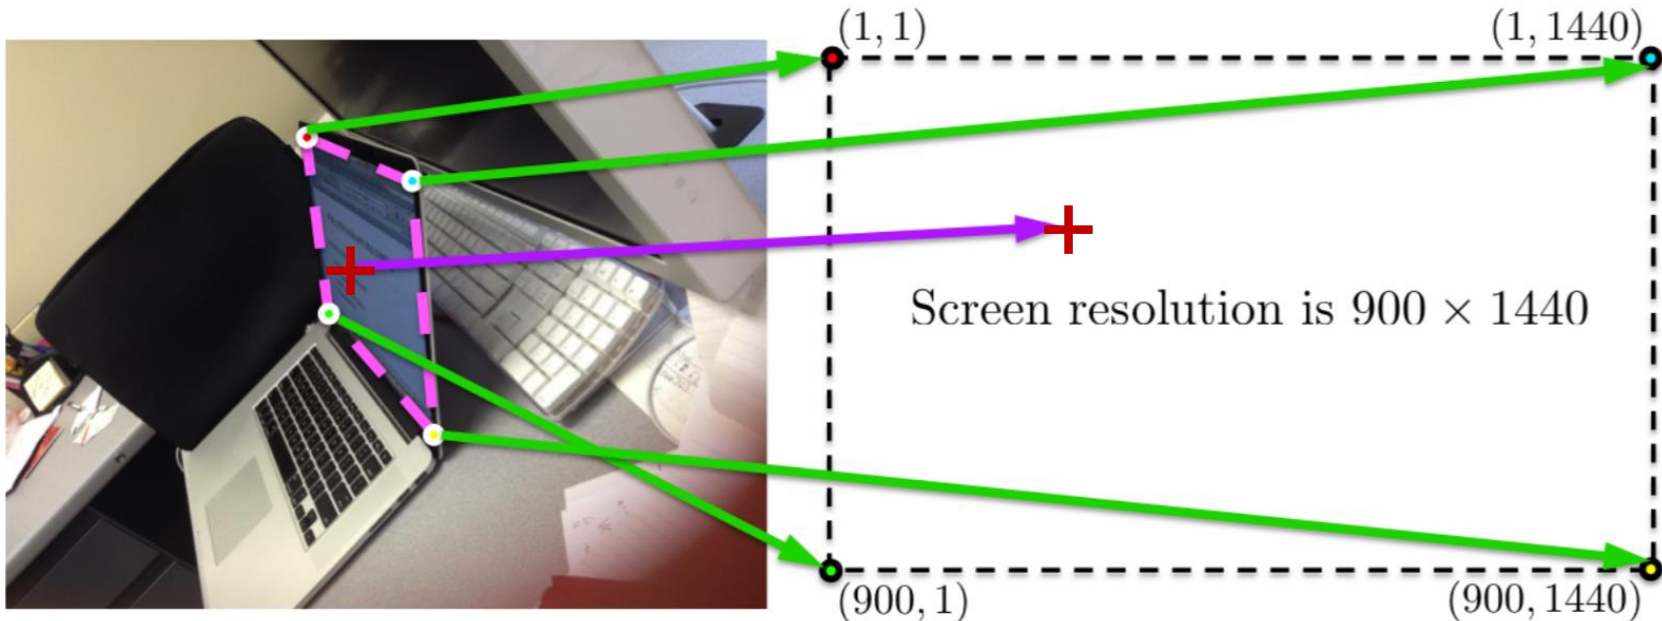 (1, 1)
(1, 1440)
Screen resolution is 900 × 1440
(900, 1)
(900, 1440)